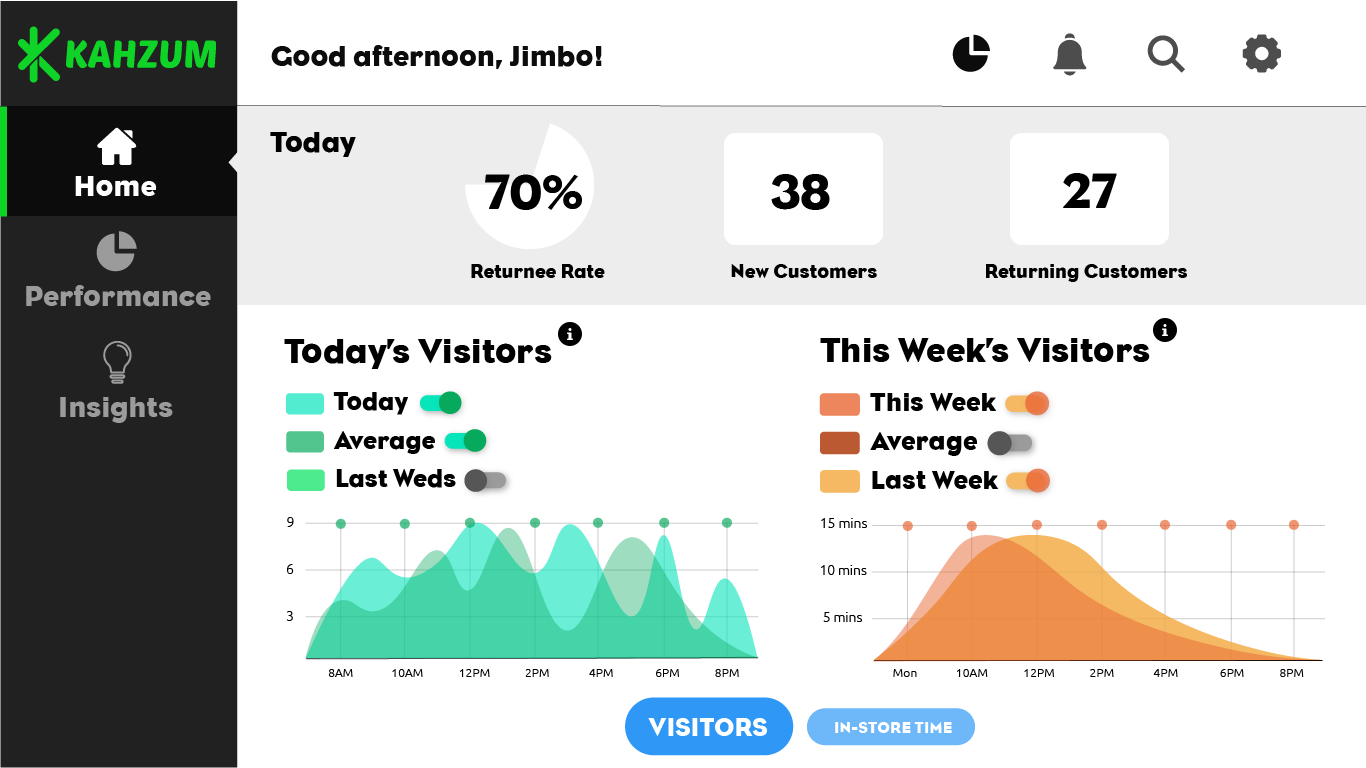 KAHZUM
Good afternoon, Jimbo!
Home
Performance
Insights
Today
70%
38
27
Returnee Rate
New Customers
Returning Customers
Today's Visitors
i
Today
Average
Last Weds
9
6
3
8AM 10AM 12PM 2PM 4PM 6PM 8PM
This Week's Visitors
i
This Week
Average
Last Week
15 mins
10 mins
5 mins
Mon 10AM 12PM 2PM 4PM 6PM 8PM
VISITORS
IN-STORE TIME